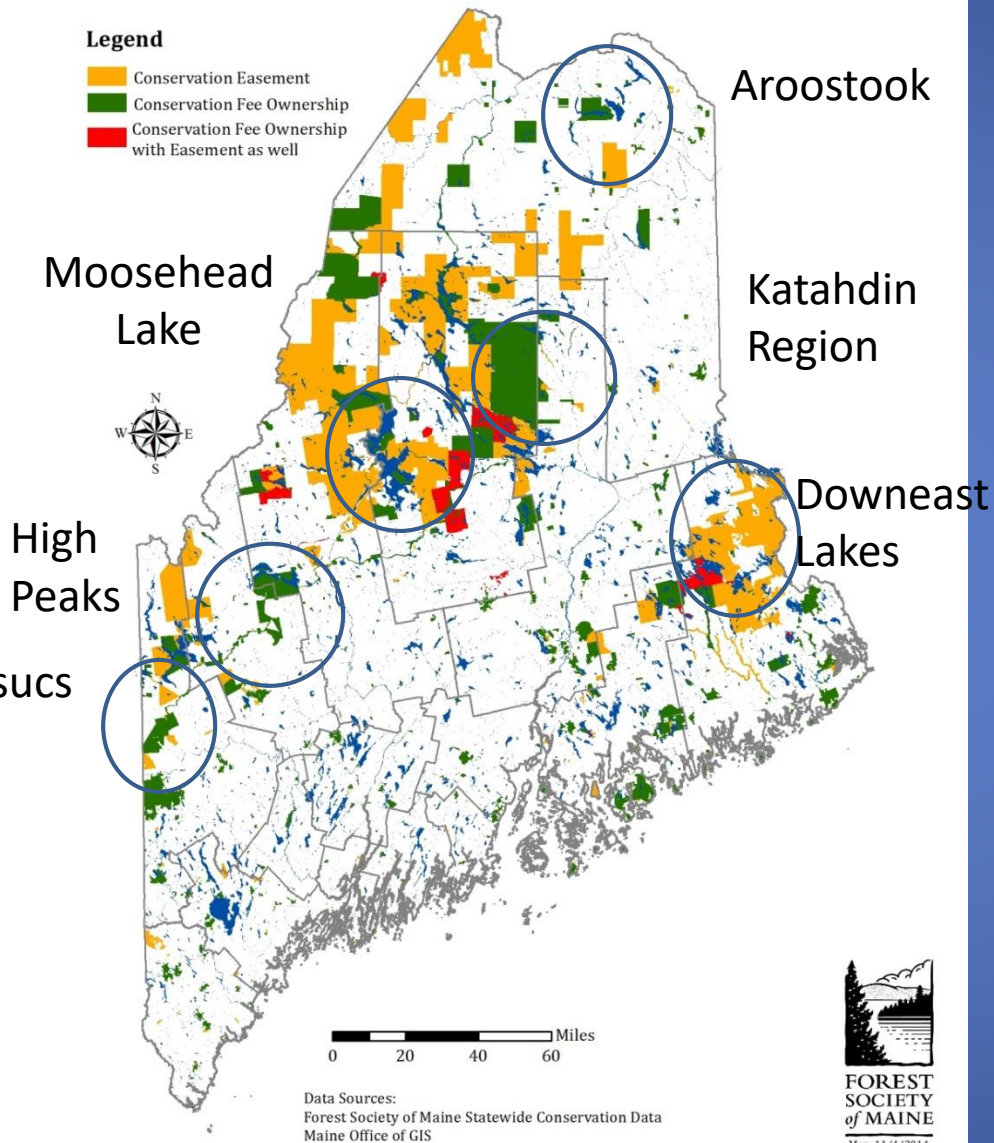 Legend
Conservation Easement
Conservation Fee Ownership
Conservation Fee Ownership
with Easement as well
Aroostook
Moosehead
Lake
Katahdin
Region
N
W E
S
Downeast
Lakes
High
Peaks
sucs
Miles
0 20 40 60
Data Sources:
Forest Society of Maine Statewide Conservation Data
Maine Office of GIS
FOREST
SOCIETY
of MAINE